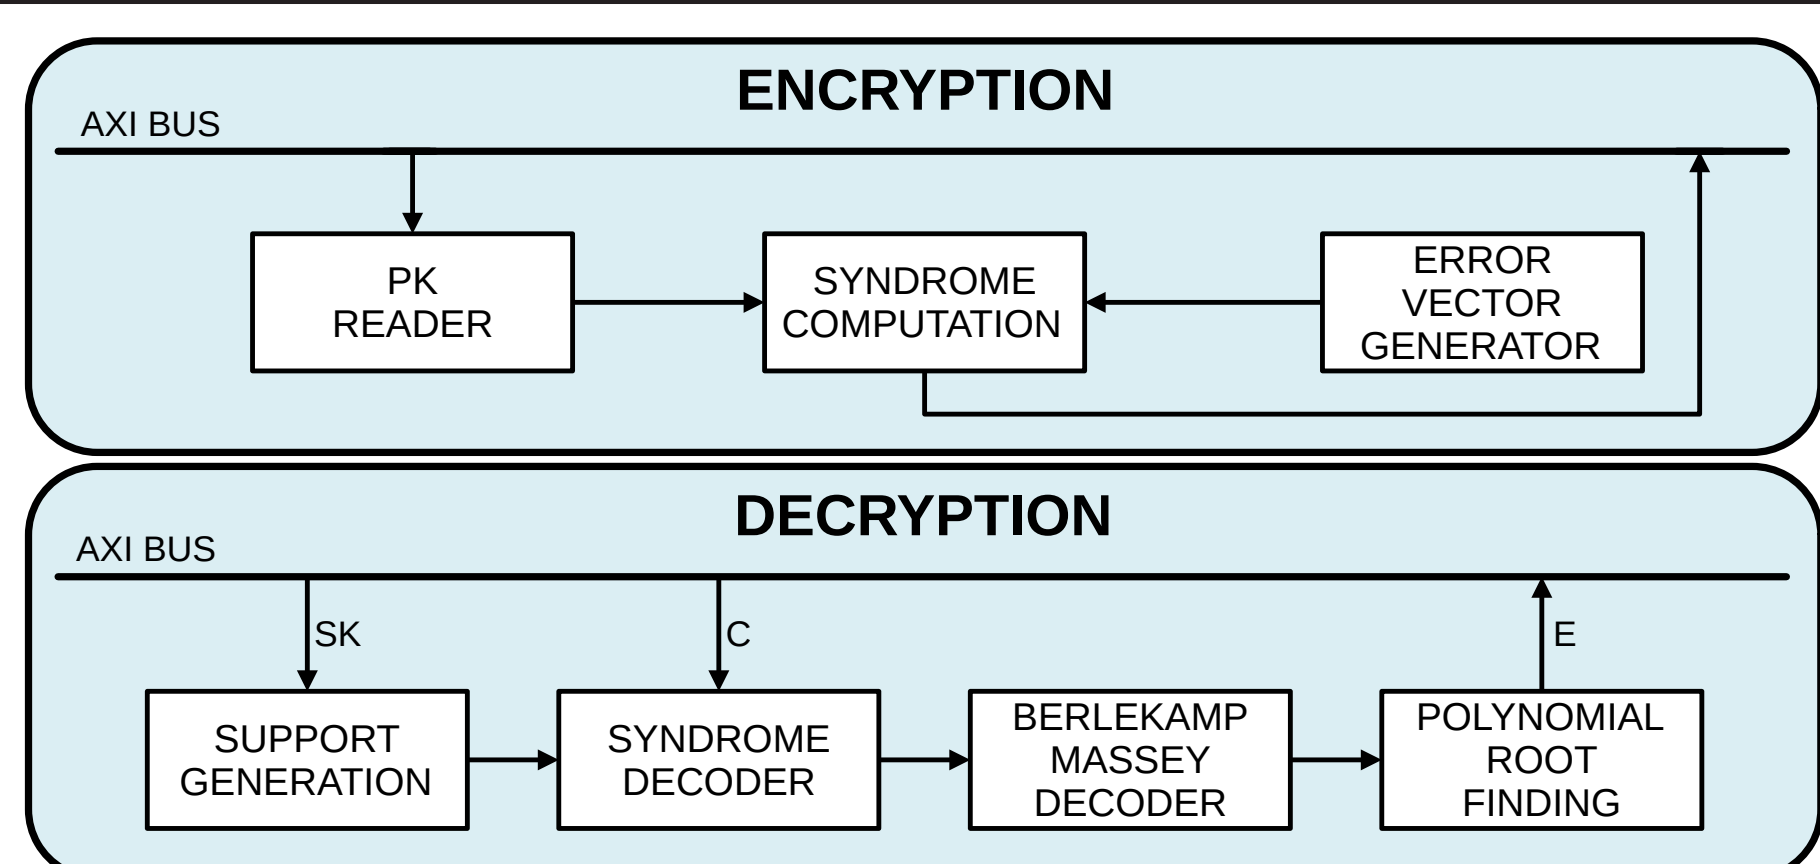 ENCRYPTION
AXI BUS
PK
READER
SYNDROME
COMPUTATION
ERROR
VECTOR
GENERATOR
DECRYPTION
AXI BUS
SK
C
E
SUPPORT
GENERATION
SYNDROME
DECODER
BERLEKAMP
MASSEY
DECODER
POLYNOMIAL
ROOT
FINDING